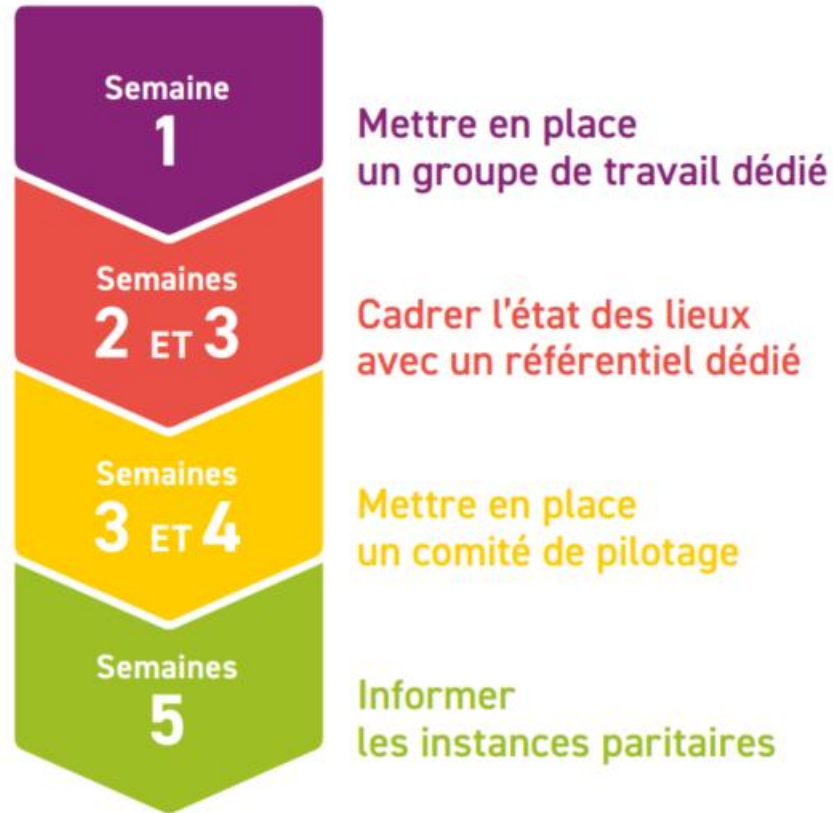 Semaine
1
Mettre en place
un groupe de travail dédié
Semaines
2 ET 3
Cadrer l'état des lieux
avec un référentiel dédié
Semaines
3 ET 4
Mettre en place
un comité de pilotage
Semaines
5
Informer
les instances paritaires